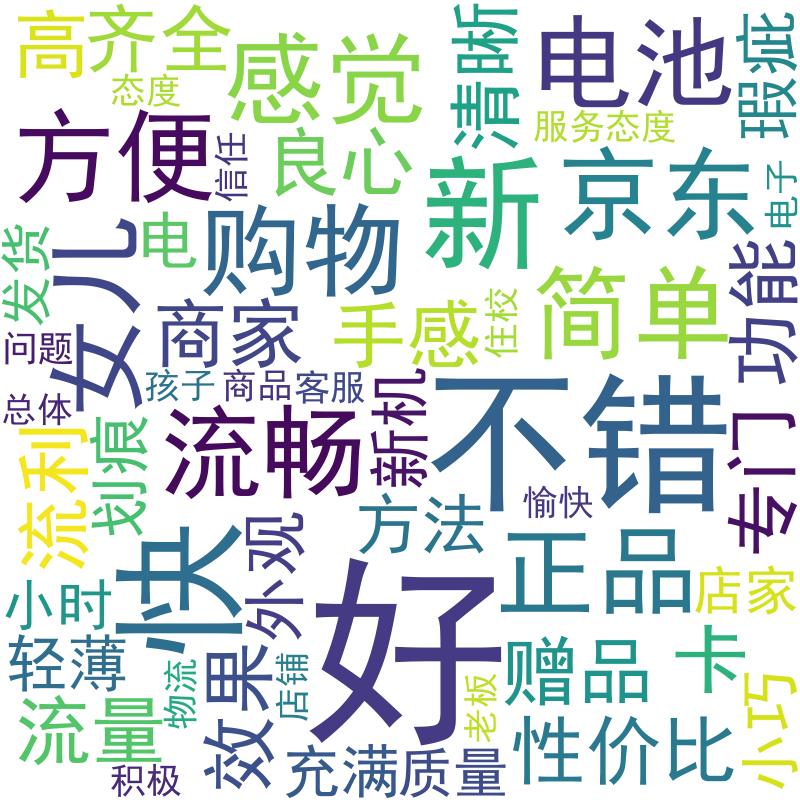 高
齐全
感觉
清晰
电池
瑕疵
态度
服务态度
方便
信任
良心
新
京东
电子
发货
女儿
电
购物
简单
功能
商家
手感
住校
问题
孩子
商品
客服
总体
新机
不错
流畅
流利
划痕
专门
愉快
方法
快
外观
正品
店家
小时
好
卡
轻薄
物流
效果
店铺
赠品
老板
小巧
流量
性价比
积极
充满
质量